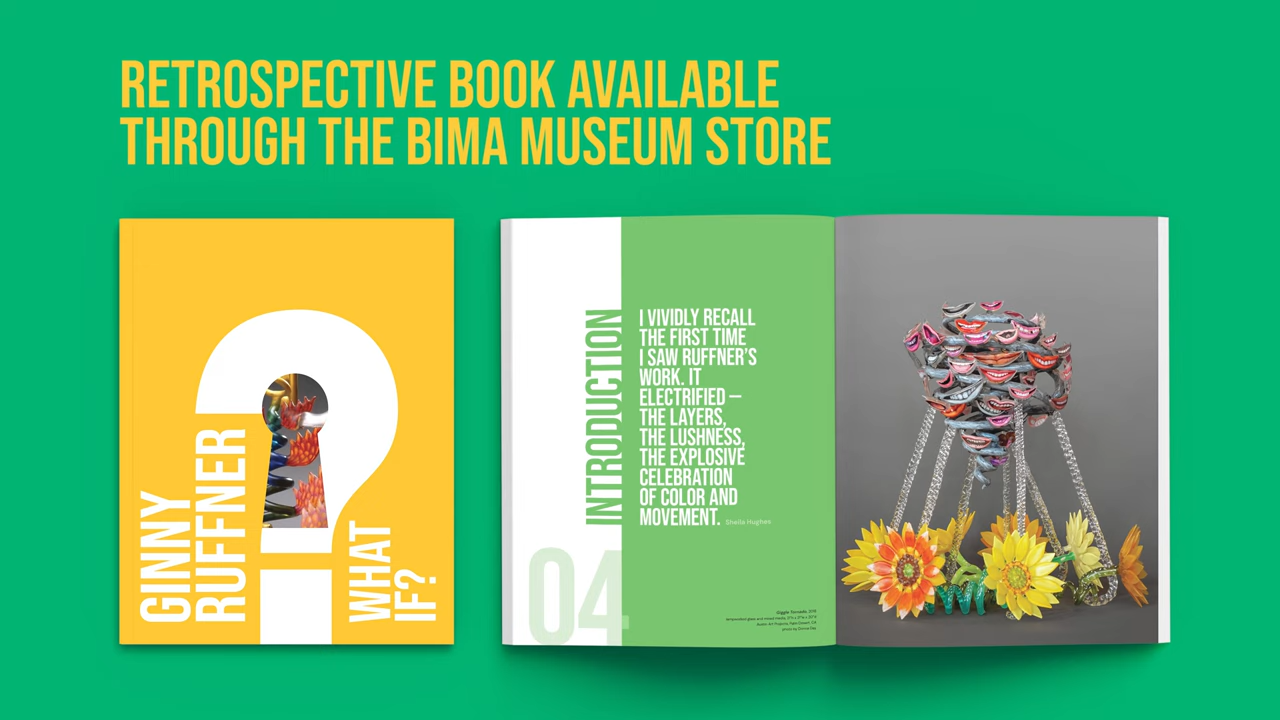 RETROSPECTIVE BOOK AVAILABLE
THROUGH THE BIMA MUSEUM STORE
GINNY
RUFFNER
WHAT
IF?
INTRODUCTION
04
I VIVIDLY RECALL
THE FIRST TIME
I SAW RUFFNER'S
WORK. IT
ELECTRIFIED –
THE LAYERS,
THE LUSHNESS,
THE EXPLOSIVE
CELEBRATION
OF COLOR AND
MOVEMENT. Sheila Hughes
Giggle Tornado,